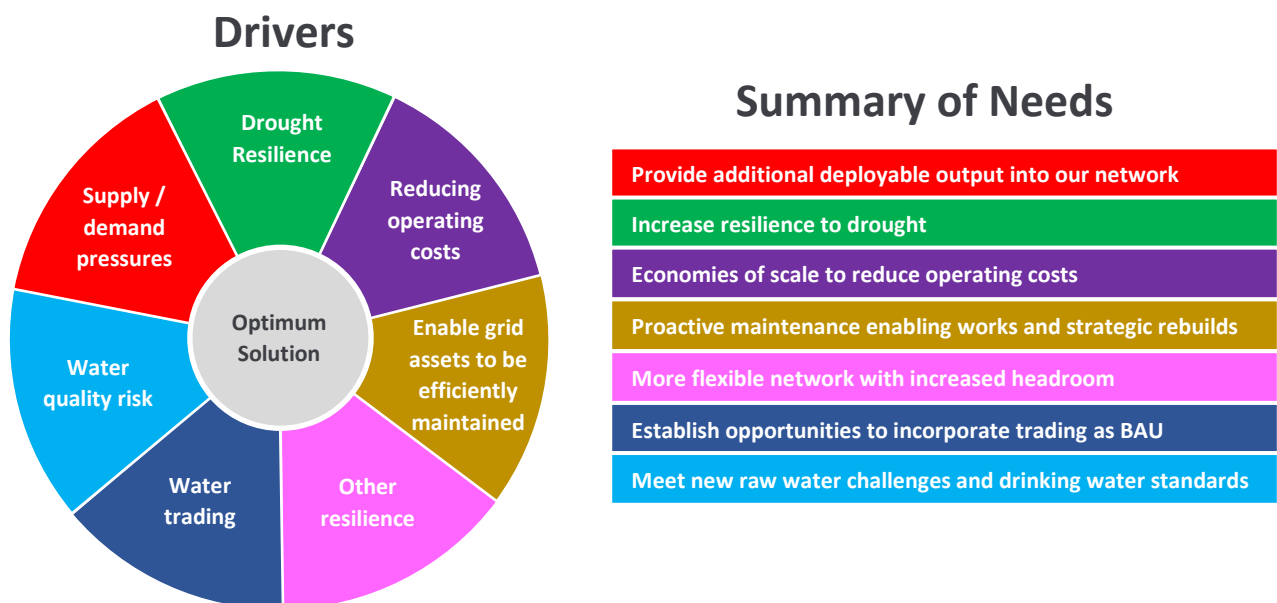 Drivers
Drought
Resilience
Reducing
operating
costs
Enable grid
assets to be
efficiently
maintained
Other
resilience
Water
trading
Water
quality risk
Supply /
demand
pressures
Optimum
Solution
Summary of Needs
Provide additional deployable output into our network
Increase resilience to drought
Economies of scale to reduce operating costs
Proactive maintenance enabling works and strategic rebuilds
More flexible network with increased headroom
Establish opportunities to incorporate trading as BAU
Meet new raw water challenges and drinking water standards